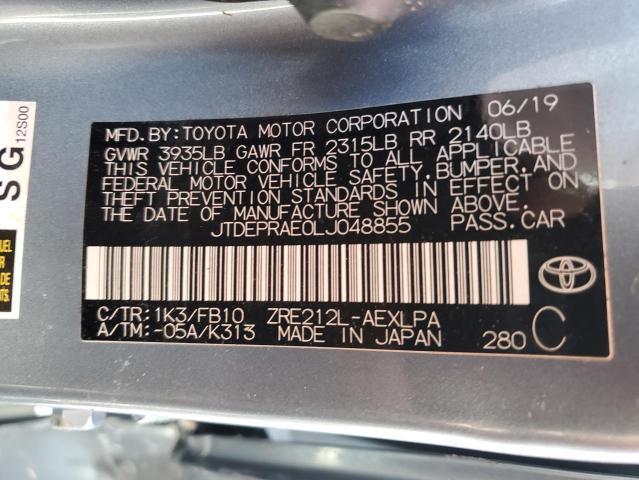 MFD.BY:TOYOTA MOTOR CORPORATION 06/19
GVWR 3935LB GAWR FR 2315LB RR 2140LB
THIS VEHICLE CONFORMS TO ALL APPLICABLE
FEDERAL MOTOR VEHICLE SAFETY,BUMPER,AND
THEFT PREVENTION STANDARDS IN EFFECT ON
THE DATE OF MANUFACTURE SHOWN ABOVE.
JTDEPRAE0LJ048855 PASS.CAR
C/TR:1K3/FB10 ZRE212L-AEXLPA
A/TM:-05A/K313 MADE IN JAPAN 280 C
SG
12S00